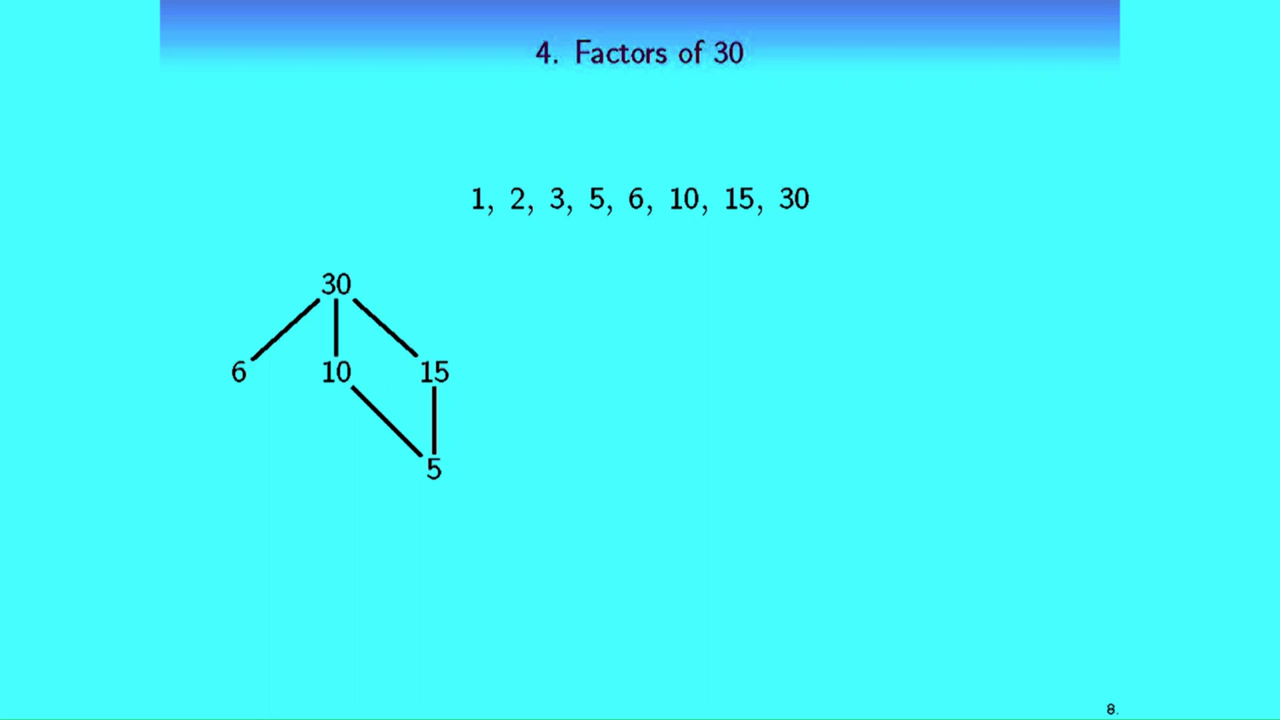 4. Factors of 30
1, 2, 3, 5, 6, 10, 15, 30
30
6 10 15
5
8.